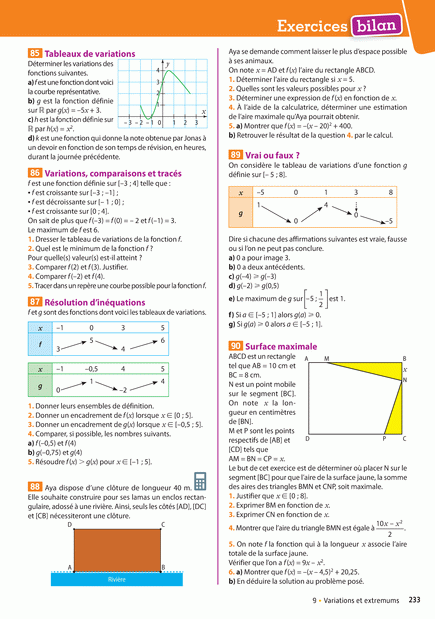 Exercices bilan
85 Tableaux de variations
Déterminer les variations des
fonctions suivantes.
a) f est une fonction dont voici
la courbe représentative.
b) g est la fonction définie
sur ℝ par g(x) = −5x + 3.
c) h est la fonction définie sur
ℝ par h(x) = x².
d) k est une fonction qui donne la note obtenue par Jonas à
un devoir en fonction de son temps de révision, en heures,
durant la journée précédente.
y
4
3
2
1
x
−3 −2 −1 0 1 2 3
86 Variations, comparaisons et tracés
f est une fonction définie sur [−3 ; 4] telle que :
• f est croissante sur [−3 ; −1] ;
• f est décroissante sur [− 1 ; 0] ;
• f est croissante sur [0 ; 4].
On sait de plus que f (−3) = f (0) = − 2 et f (−1) = 3.
Le maximum de f est 6.
1. Dresser le tableau de variations de la fonction f.
2. Quel est le minimum de la fonction f ?
Pour quelle(s) valeur(s) est-il atteint ?
3. Comparer f (2) et f (3). Justifier.
4. Comparer f (−2) et f (4).
5. Tracer dans un repère une courbe possible pour la fonction f.
87 Résolution d'inéquations
f et g sont des fonctions dont voici les tableaux de variations.
x −1 0 3 5
f 3 5 4 6
x −1 −0,5 4 5
g 0 1 −2 4
1. Donner leurs ensembles de définition.
2. Donner un encadrement de f (x) lorsque x ∈ [0 ; 5].
3. Donner un encadrement de g(x) lorsque x ∈ [−0,5 ; 5].
4. Comparer, si possible, les nombres suivants.
a) f (−0,5) et f (4)
b) g(−0,75) et g(4)
5. Résoudre f (x) > g(x) pour x ∈ [−1 ; 5].
88 Aya dispose d'une clôture de longueur 40 m.
Elle souhaite construire pour ses lamas un enclos rectan-
gulaire, adossé à une rivière. Ainsi, seuls les côtés [AD], [DC]
et [CB] nécessiteront une clôture.
D C
A B
Rivière
Aya se demande comment laisser le plus d'espace possible
à ses animaux.
On note x = AD et f (x) l'aire du rectangle ABCD.
1. Déterminer l'aire du rectangle si x = 5.
2. Quelles sont les valeurs possibles pour x ?
3. Déterminer une expression de f (x) en fonction de x.
4. À l'aide de la calculatrice, déterminer une estimation
de l'aire maximale qu'Aya pourrait obtenir.
5. a) Montrer que f (x) = −(x − 20)² + 400.
b) Retrouver le résultat de la question 4. par le calcul.
89 Vrai ou faux ?
On considère le tableau de variations d'une fonction g
définie sur [− 5 ; 8].
x −5 0 1 3 8
g 1 0 4 0 −5
Dire si chacune des affirmations suivantes est vraie, fausse
ou si l'on ne peut pas conclure.
a) 0 a pour image 3.
b) 0 a deux antécédents.
c) g(−4) > g(−3)
d) g(−2) > g(0,5)
e) Le maximum de g sur [−5 ; 1/2] est 1.
f) Si a ∈ [−5 ; 1] alors g(a) ⩾ 0.
g) Si g(a) ⩾ 0 alors a ∈ [−5 ; 1].
90 Surface maximale
ABCD est un rectangle
tel que AB = 10 cm et
BC = 8 cm.
N est un point mobile
sur le segment [BC].
On note x la lon-
gueur en centimètres
de [BN].
M et P sont les points
respectifs de [AB] et
[CD] tels que
AM = BN = CP = x.
A M B
x
N
D P C
Le but de cet exercice est de déterminer où placer N sur le
segment [BC] pour que l'aire de la surface jaune, la somme
des aires des triangles BMN et CNP, soit maximale.
1. Justifier que x ∈ [0 ; 8].
2. Exprimer BM en fonction de x.
3. Exprimer CN en fonction de x.
4. Montrer que l'aire du triangle BMN est égale à (10x − x²)/2.
5. On note f la fonction qui à la longueur x associe l'aire
totale de la surface jaune.
Vérifier que l'on a f (x) = 9x − x².
6. a) Montrer que f (x) = −(x − 4,5)² + 20,25.
b) En déduire la solution au problème posé.
9 • Variations et extremums 233